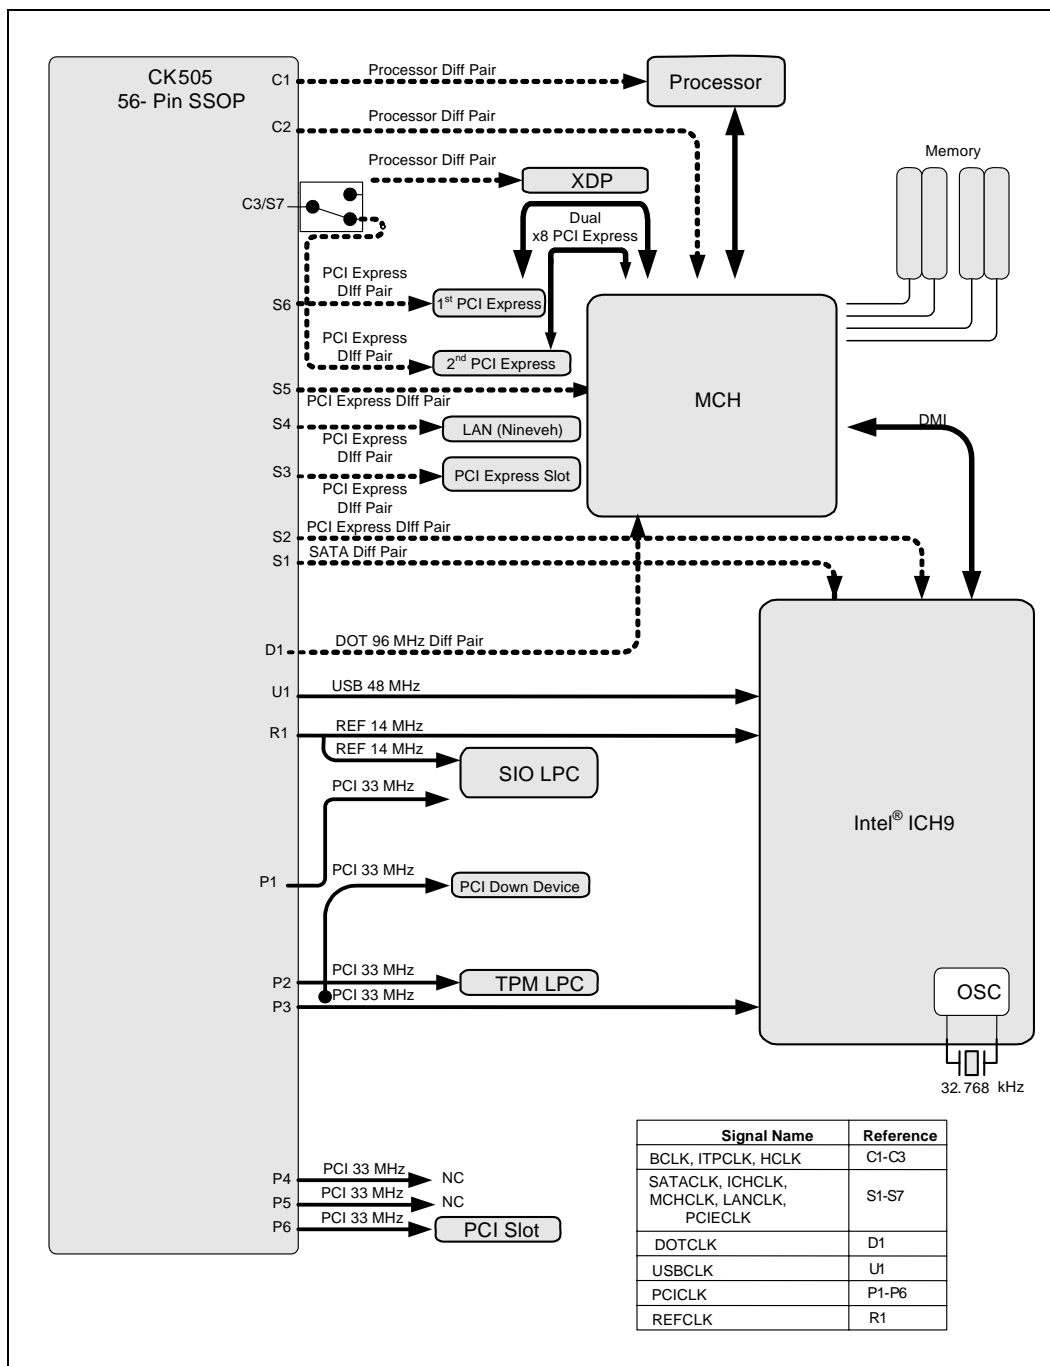 CK505
56- Pin SSOP
C1
Processor Diff Pair
Processor
C2
Processor Diff Pair
Memory
Processor Diff Pair
XDP
C3/S7
Dual
x8 PCI Express
PCI Express
DIff Pair
S6
1st PCI Express
PCI Express
DIff Pair
2nd PCI Express
MCH
S5
PCI Express DIff Pair
S4
LAN (Nineveh)
DMI
PCI Express
DIff Pair
S3
PCI Express Slot
PCI Express
DIff Pair
S2
PCI Express DIff Pair
S1
SATA Diff Pair
D1
DOT 96 MHz Diff Pair
U1
USB 48 MHz
R1
REF 14 MHz
REF 14 MHz
SIO LPC
PCI 33 MHz
Intel® ICH9
P1
PCI 33 MHz
PCI Down Device
P2
PCI 33 MHz
TPM LPC
P3
PCI 33 MHz
OSC
32.768 kHz
Signal Name Reference
BCLK, ITPCLK, HCLK C1-C3
SATACLK, ICHCLK,
MCHCLK, LANCLK, S1-S7
PCIECLK
DOTCLK D1
USBCLK U1
PCICLK P1-P6
REFCLK R1
P4
PCI 33 MHz
NC
P5
PCI 33 MHz
NC
P6
PCI 33 MHz
PCI Slot